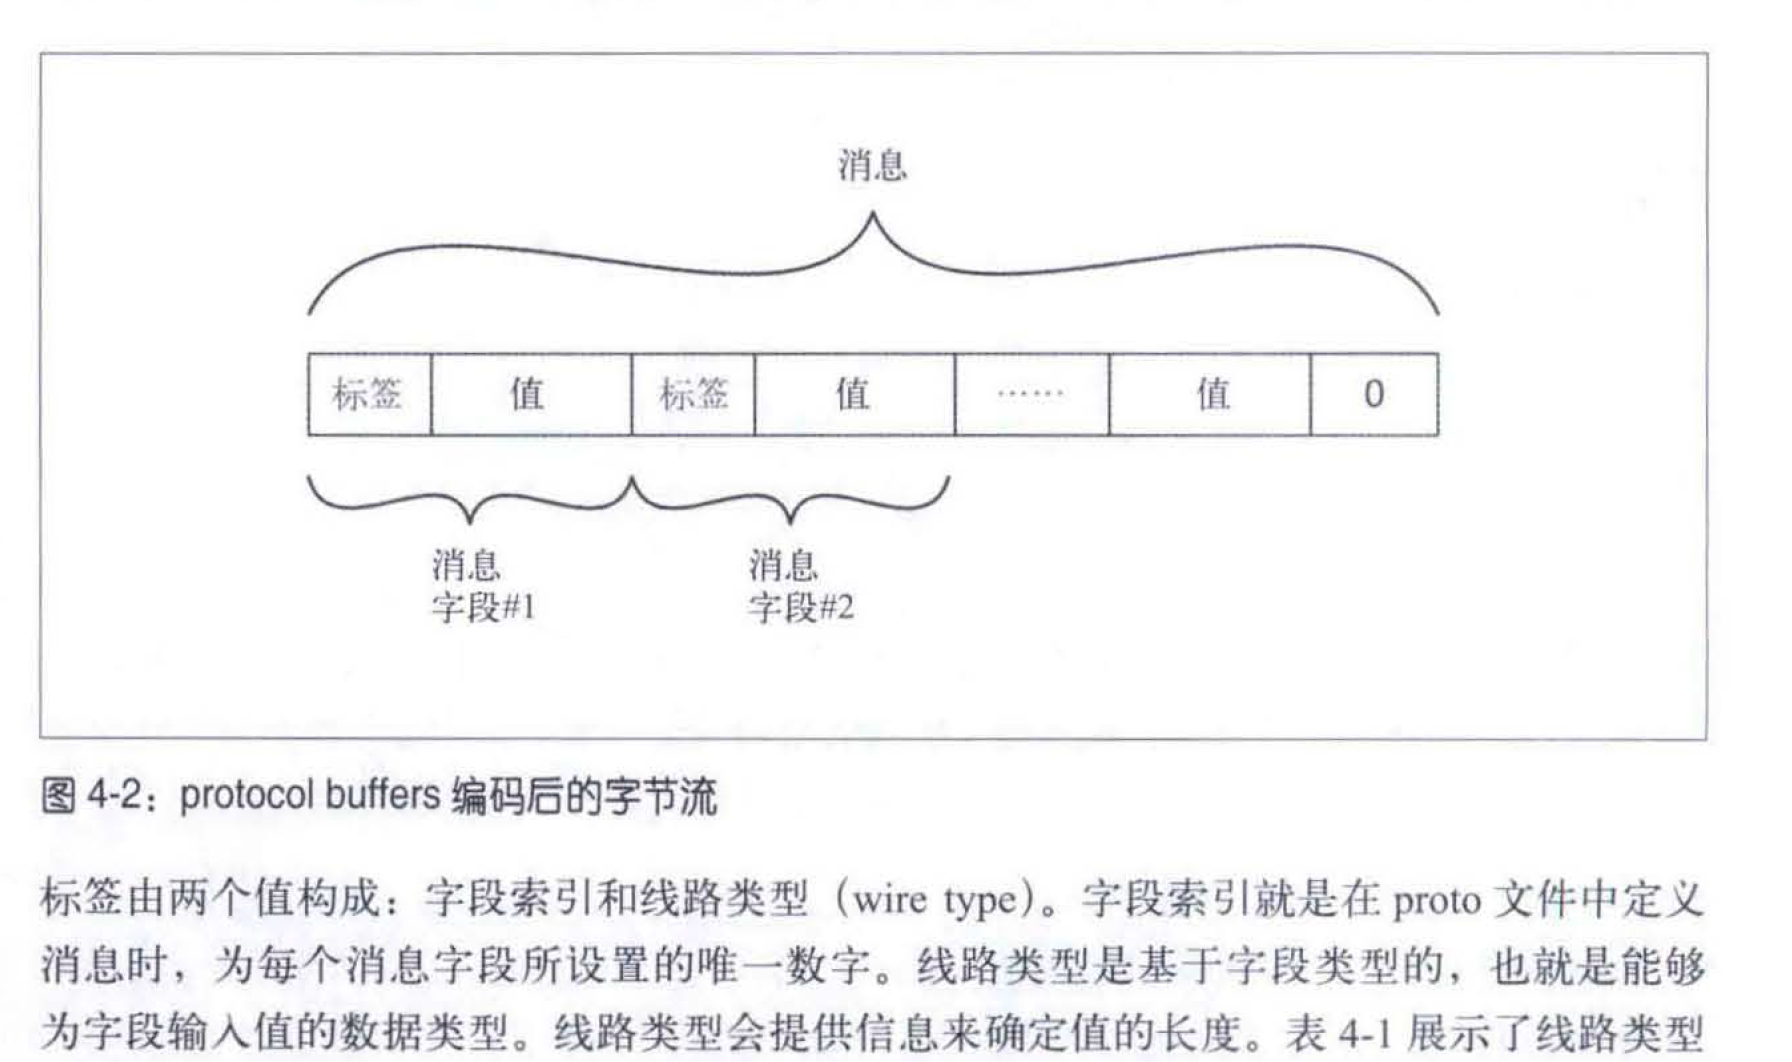 消息
标签 值 标签 值 …… 值 0
消息 消息
字段#1 字段#2
图 4-2：protocol buffers 编码后的字节流
标签由两个值构成：字段索引和线路类型（wire type）。字段索引就是在 proto 文件中定义
消息时，为每个消息字段所设置的唯一数字。线路类型是基于字段类型的，也就是能够
为字段输入值的数据类型。线路类型会提供信息来确定值的长度。表 4-1 展示了线路类型